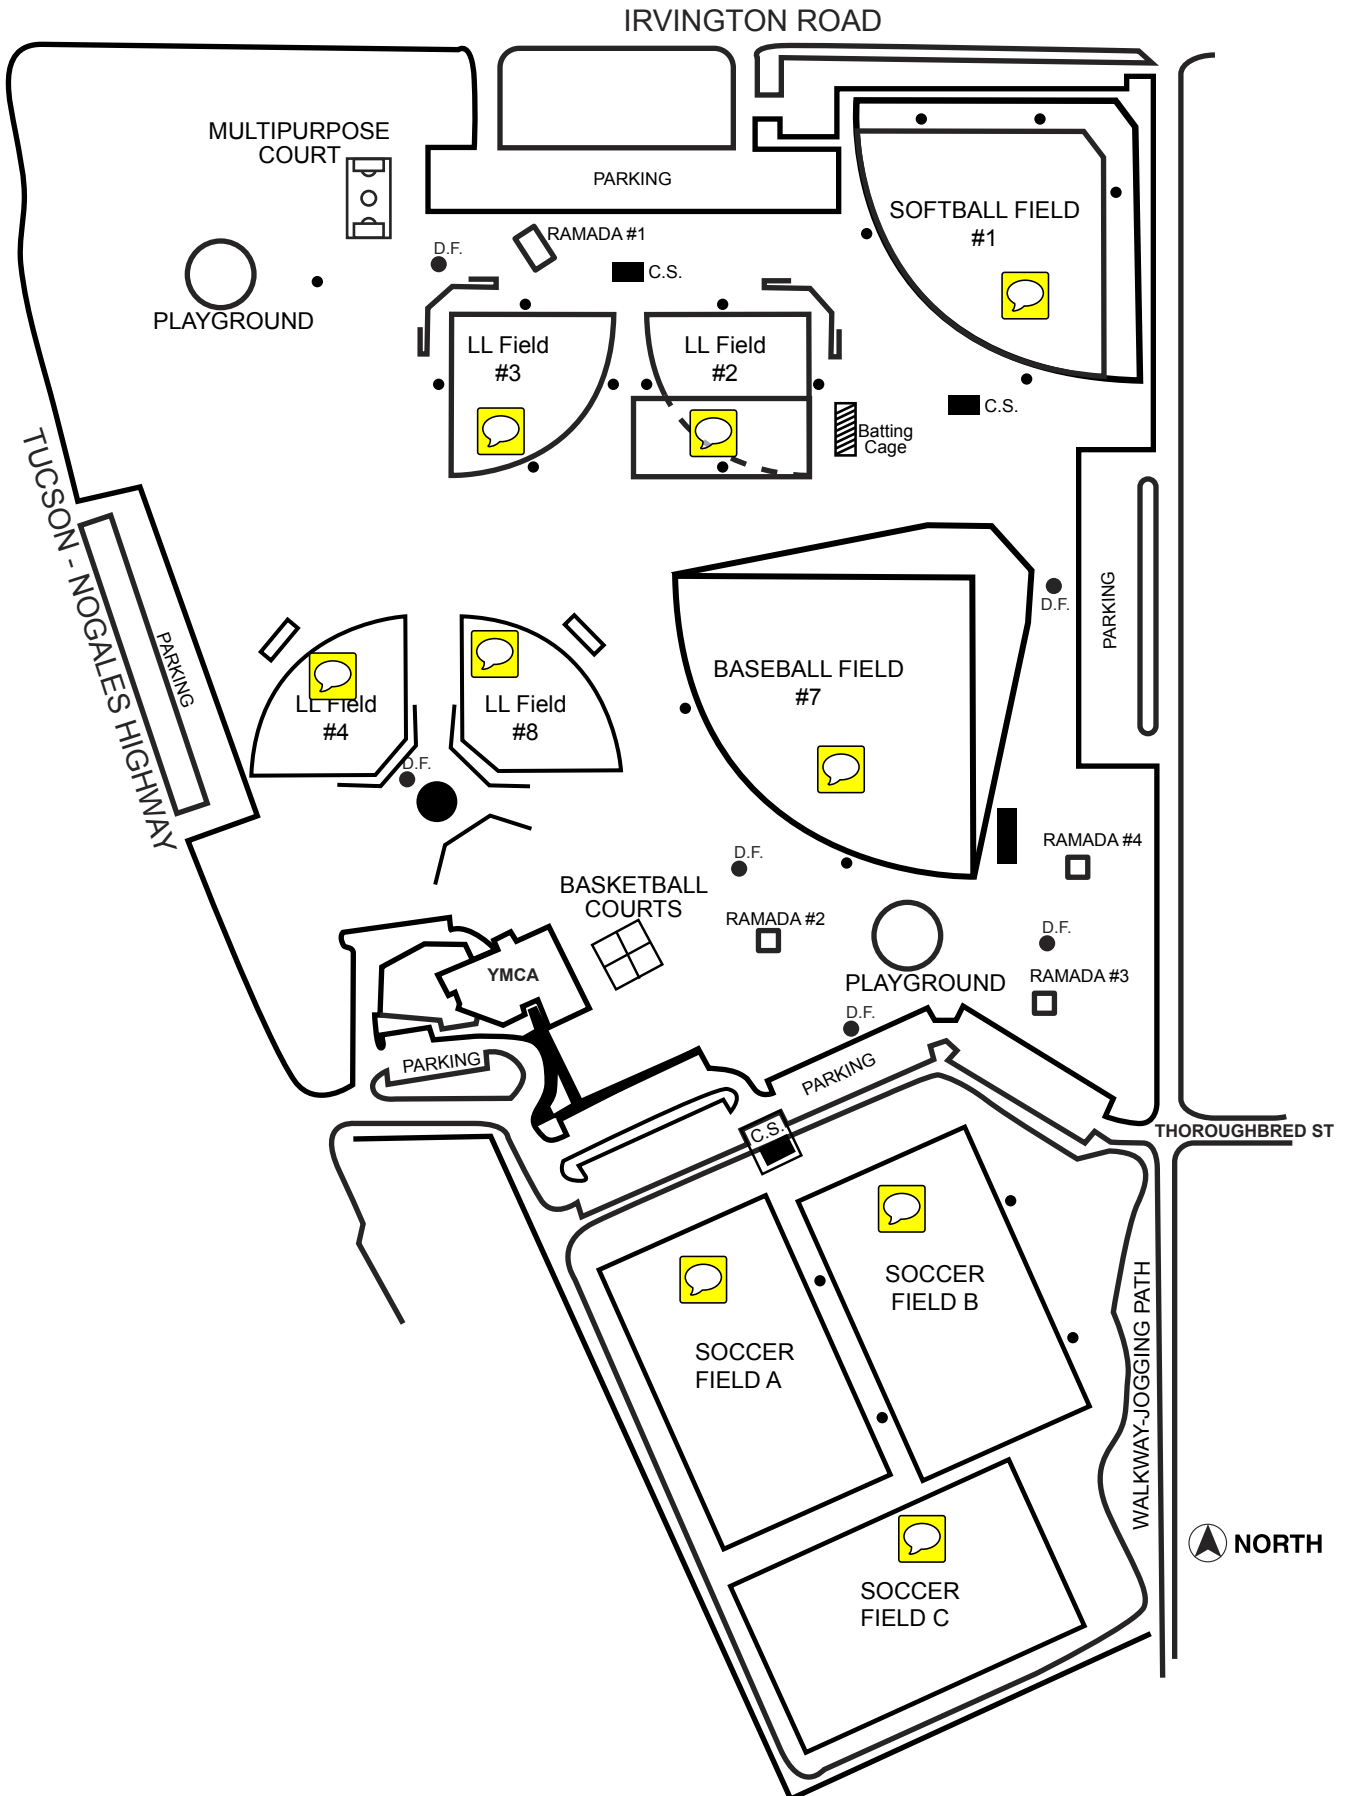 IRVINGTON ROAD
MULTIPURPOSE
COURT
PARKING
SOFTBALL FIELD
#1
RAMADA #1
D.F.
C.S.
PLAYGROUND
LL Field
#3
LL Field
#2
C.S.
Batting
Cage
TUCSON - NOGALES HIGHWAY
PARKING
D.F.
PARKING
BASEBALL FIELD
#7
LL Field
#4
LL Field
#8
D.F.
RAMADA #4
D.F.
BASKETBALL
COURTS
RAMADA #2
D.F.
YMCA
PLAYGROUND
RAMADA #3
D.F.
PARKING
PARKING
C.S.
THOROUGHBRED ST
SOCCER
FIELD B
SOCCER
FIELD A
WALKWAY-JOGGING PATH
NORTH
SOCCER
FIELD C